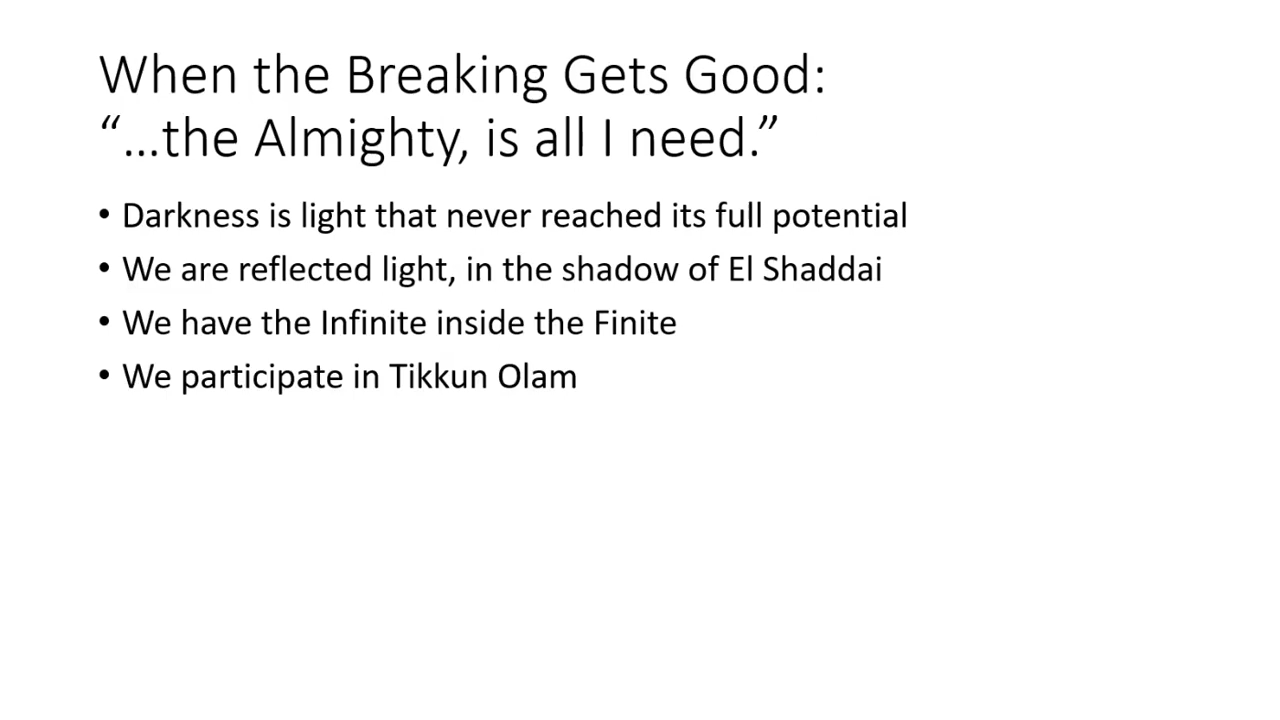 When the Breaking Gets Good:
“…the Almighty, is all I need.”
• Darkness is light that never reached its full potential
• We are reflected light, in the shadow of El Shaddai
• We have the Infinite inside the Finite
• We participate in Tikkun Olam